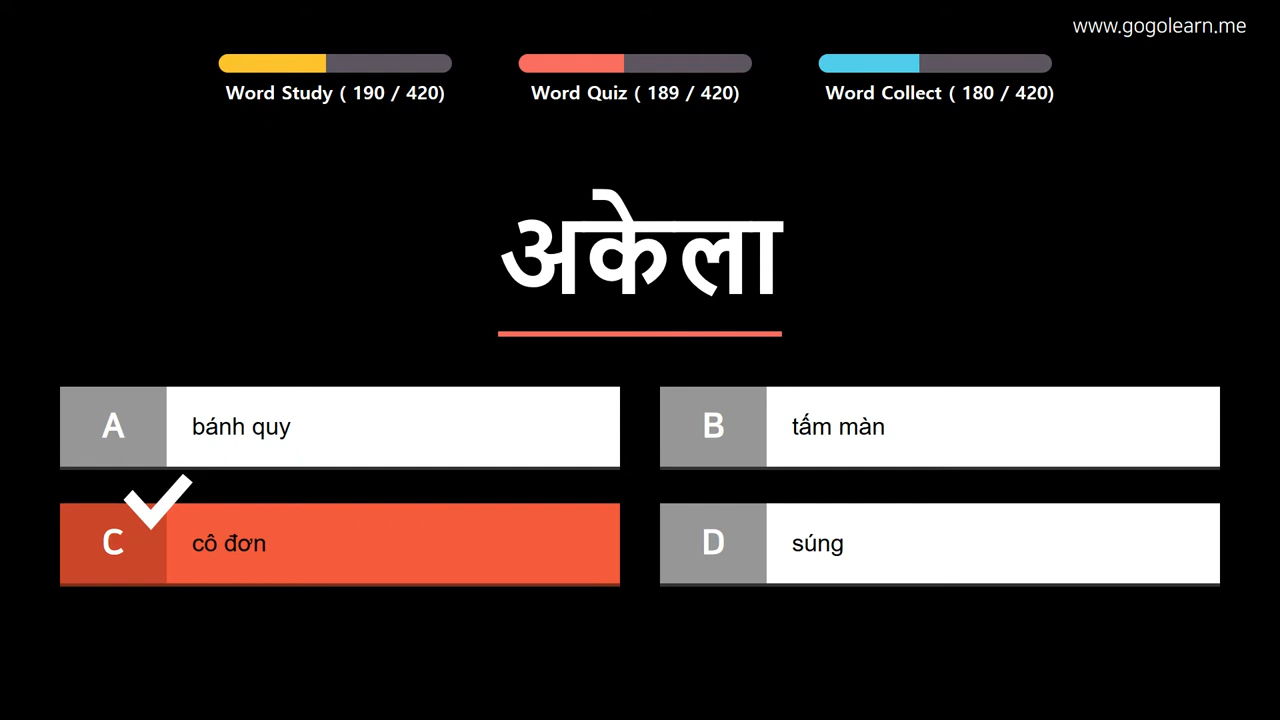 www.gogolearn.me
Word Study ( 190 / 420)
Word Quiz ( 189 / 420)
Word Collect ( 180 / 420)
अकेला
A
bánh quy
B
tấm màn
C
cô đơn
D
súng